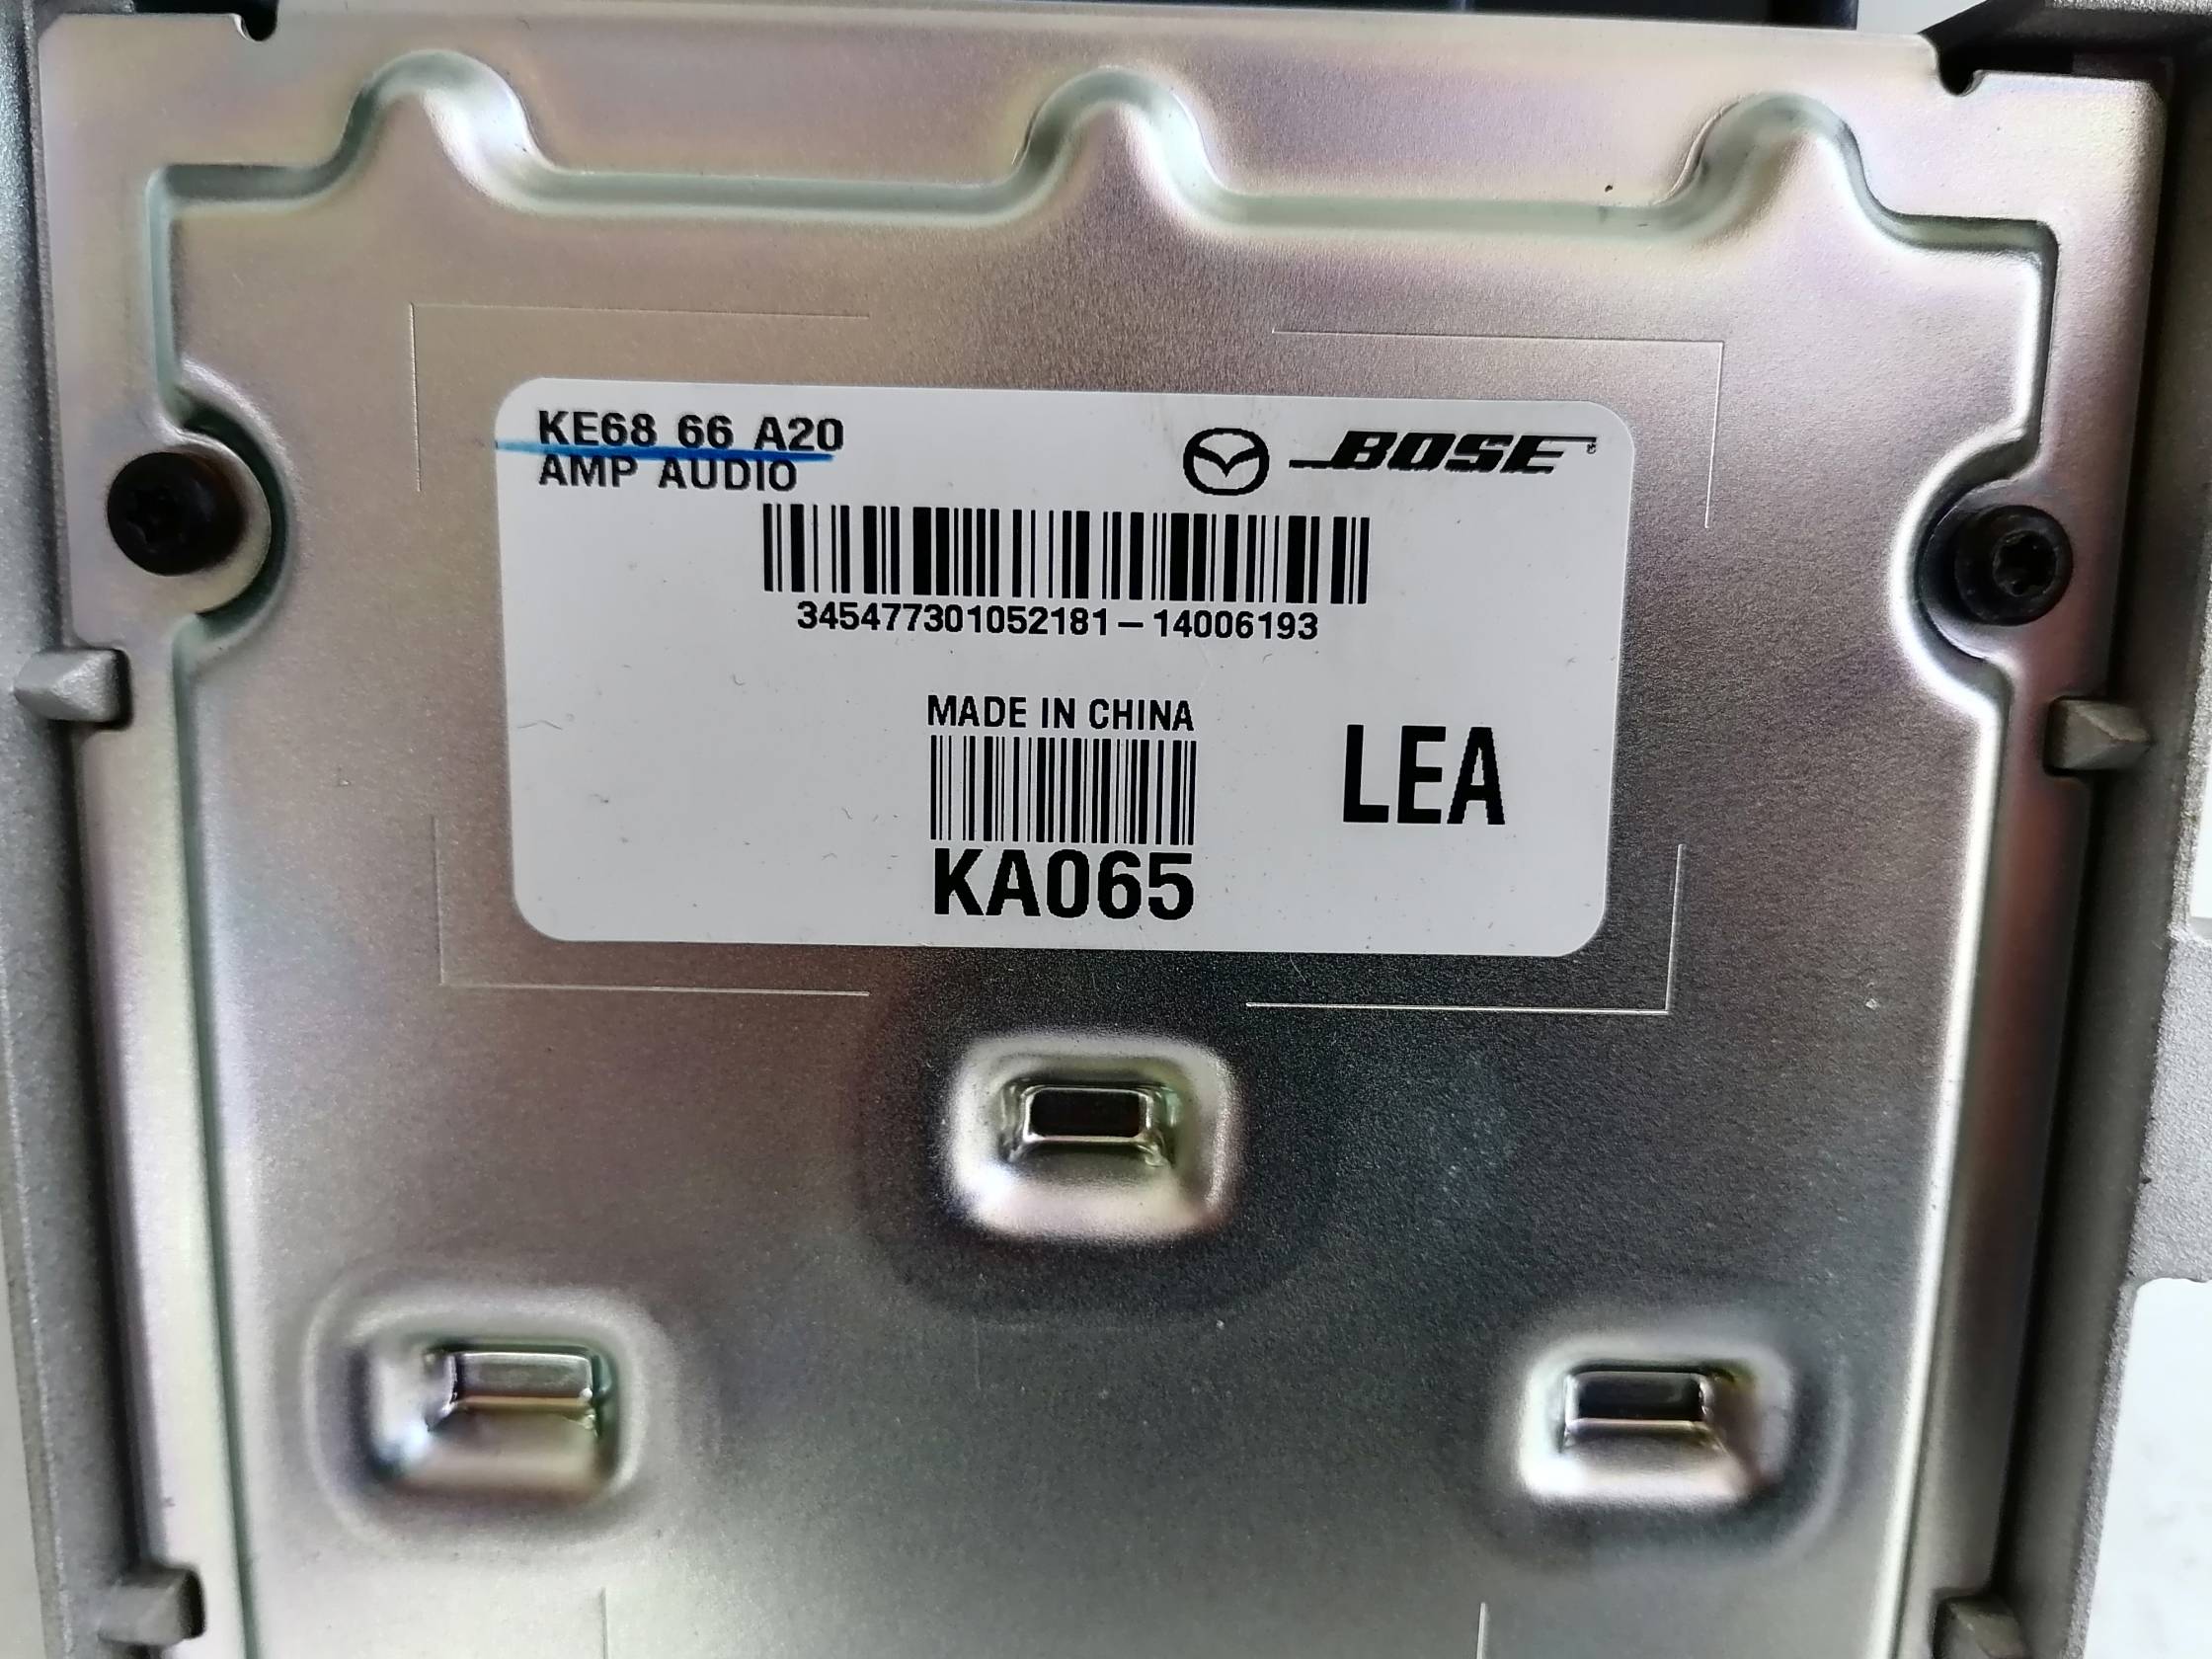 KE68 66 A20
AMP AUDIO
BOSE
345477301052181-14006193
MADE IN CHINA
LEA
KA065